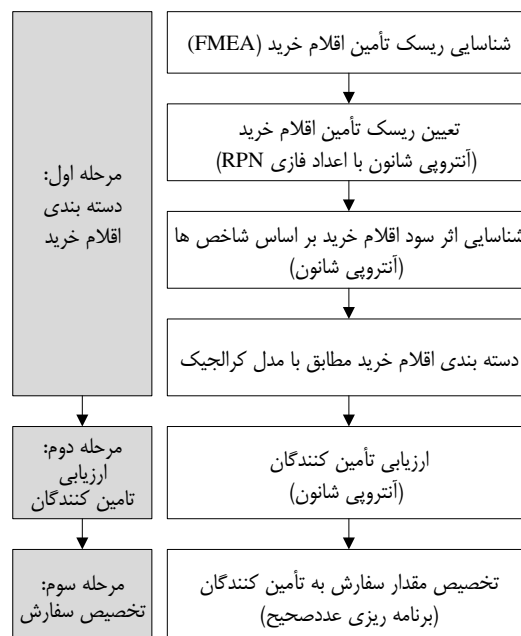 شناسایی ریسک تأمین اقلام خرید (FMEA)
تعیین ریسک تأمین اقلام خرید
(آنتروپی شانون با اعداد فازی RPN)
شناسایی اثر سود اقلام خرید بر اساس شاخص ها
(آنتروپی شانون)
دسته بندی اقلام خرید مطابق با مدل کرالجیک
مرحله اول:
دسته بندی
اقلام خرید
ارزیابی تأمین کنندگان
(آنتروپی شانون)
مرحله دوم:
ارزیابی
تامین کنندگان
تخصیص مقدار سفارش به تأمین کنندگان
(برنامه ریزی عددصحیح)
مرحله سوم:
تخصیص سفارش